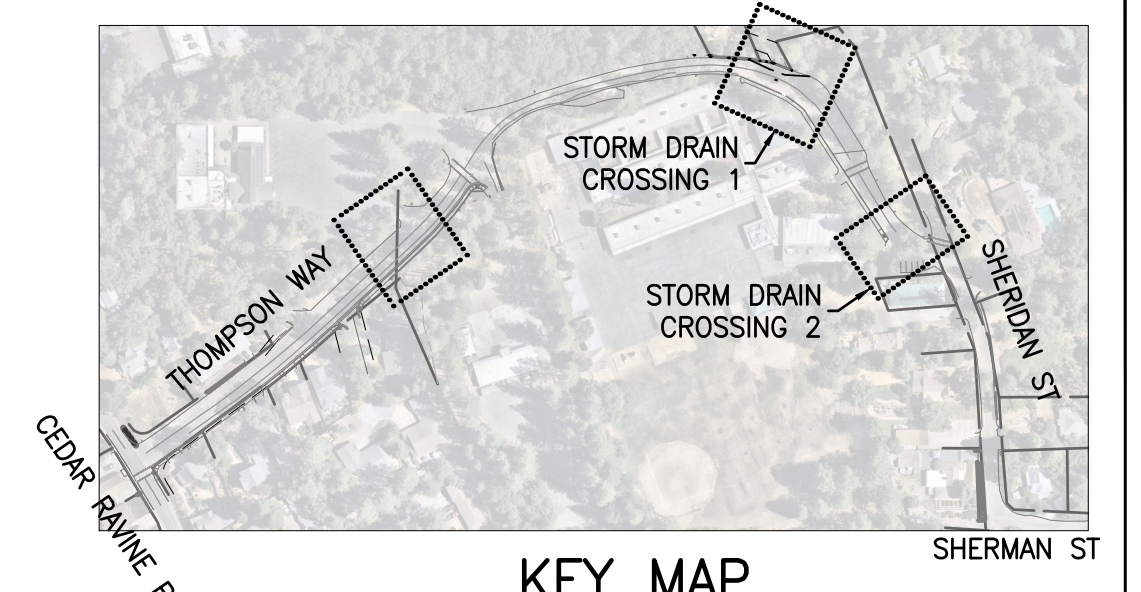 STORM DRAIN
CROSSING 1
THOMPSON WAY
STORM DRAIN
CROSSING 2
SHERIDAN ST
CEDAR RAVINE
SHERMAN ST
KEY MAP